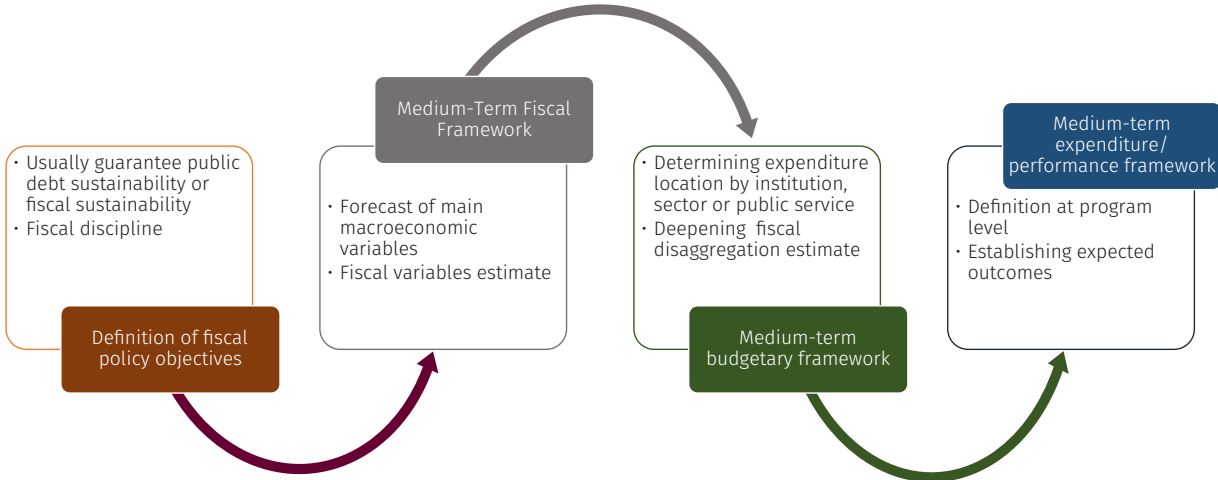 · Usually guarantee public
debt sustainability or
fiscal sustainability
· Fiscal discipline
Definition of fiscal
policy objectives
Medium-Term Fiscal
Framework
· Forecast of main
macroeconomic
variables
· Fiscal variables estimate
· Determining expenditure
location by institution,
sector or public service
· Deepening  fiscal
disaggregation estimate
Medium-term
budgetary framework
Medium-term
expenditure/
performance framework
· Definition at program
level
· Establishing expected
outcomes